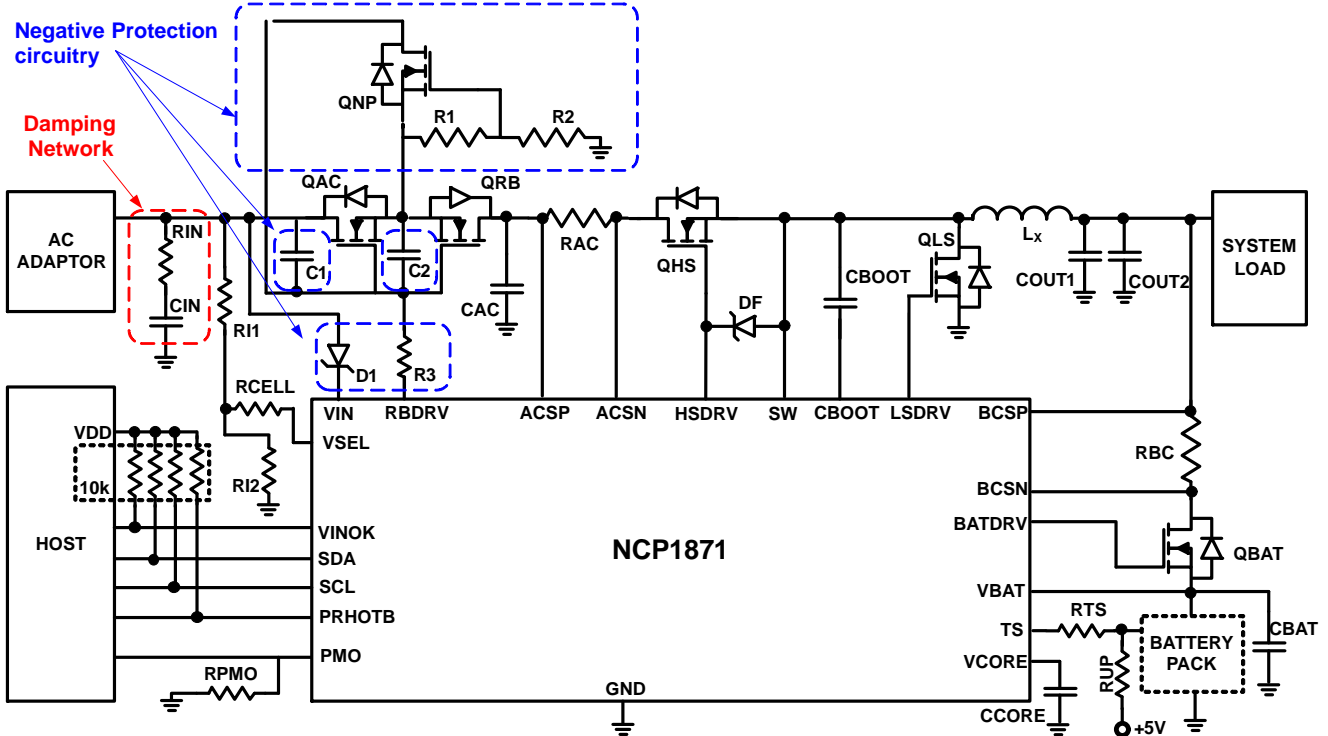 Negative Protection
circuitry
QNP
R1
R2
Damping
Network
QAC
QRB
AC
ADAPTOR
RIN
CIN
C1
C2
RAC
CAC
QHS
DF
CBOOT
QLS
LX
COUT1
COUT2
SYSTEM
LOAD
RI1
D1
R3
RCELL
VIN
RBDRV
ACSP
ACSN
HSDRV
SW
CBOOT
LSDRV
BCSP
VDD
VSEL
RBC
10k
RI2
BCSN
HOST
VINOK
BATDRV
NCP1871
SDA
QBAT
SCL
VBAT
PRHOTB
TS
RTS
BATTERY
PACK
CBAT
PMO
VCORE
RUP
RPMO
GND
CCORE
+5V